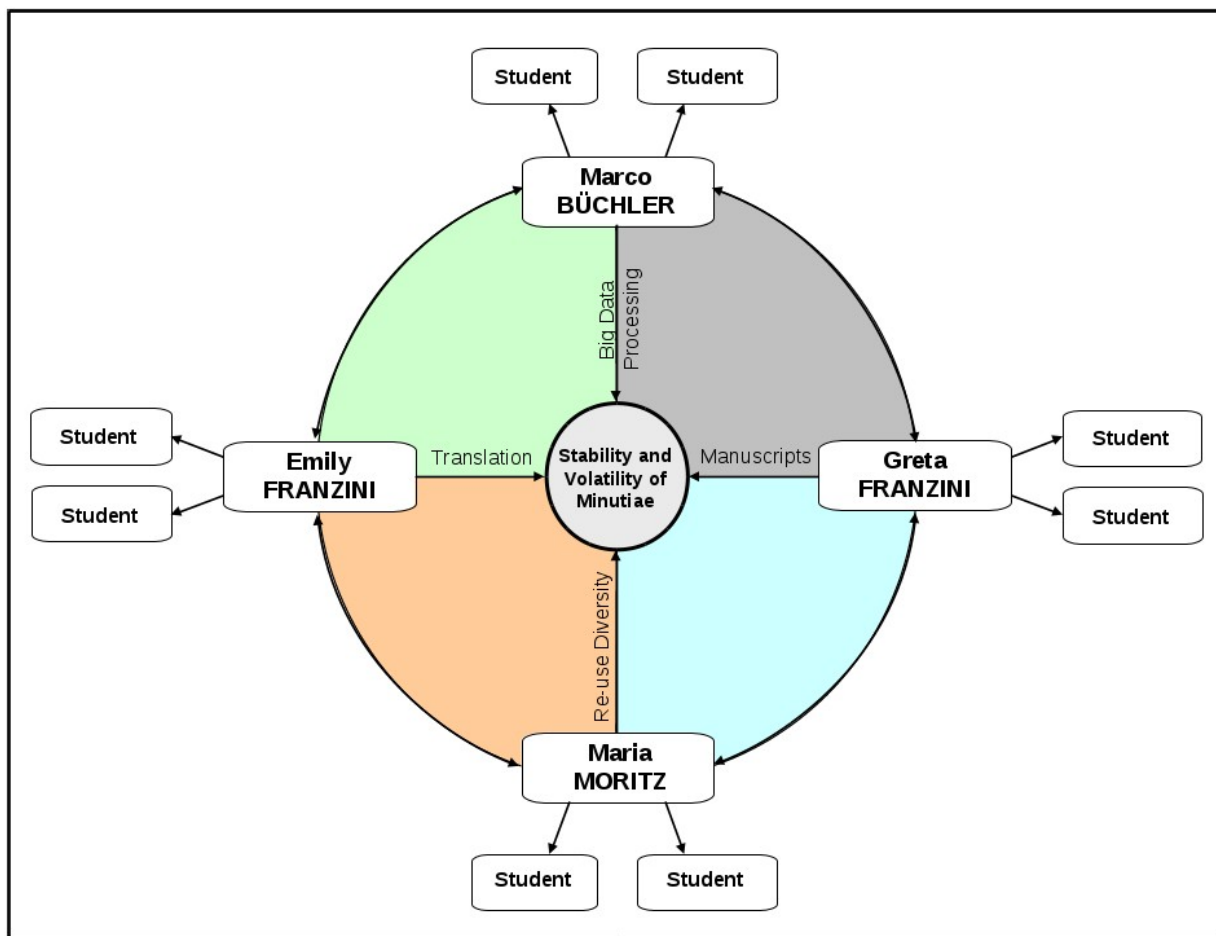 Student
Student
Marco
BÜCHLER
Big Data
Processing
Student
Student
Emily
FRANZINI
Translation
Stability and
Volatility of
Minutiae
Manuscripts
Greta
FRANZINI
Student
Student
Re-use Diversity
Maria
MORITZ
Student
Student